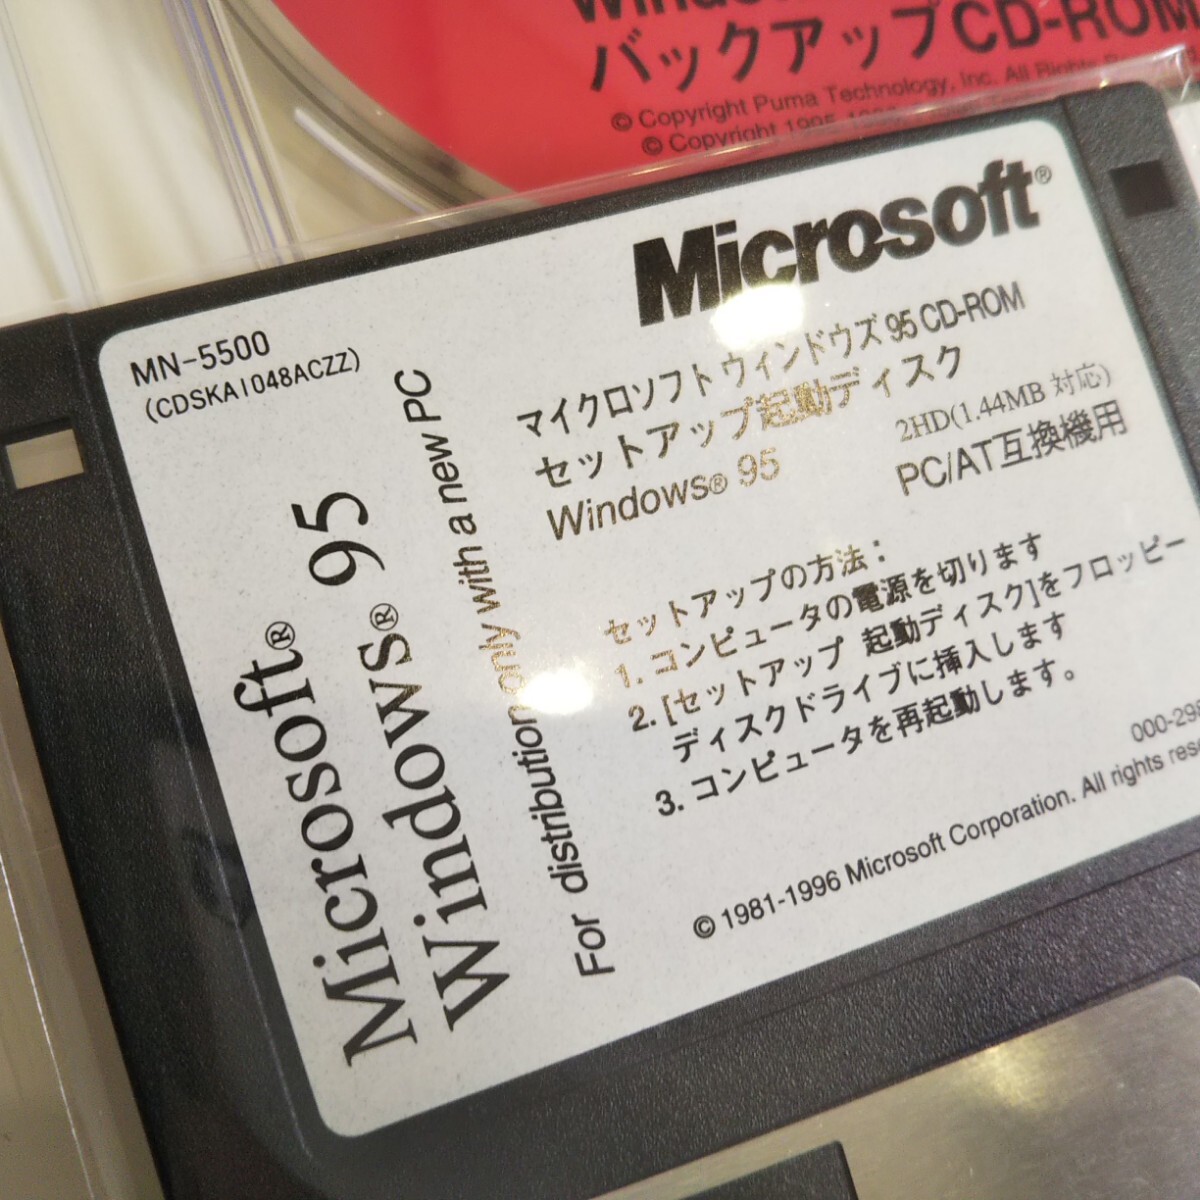 バックアップCD-ROM
© Copyright Puma Technology, Inc. All Rights
© Copyright 1995
Microsoft®
MN-5500
(CDSKA1048ACZZ)
マイクロソフト ウィンドウズ 95 CD-ROM
セットアップ起動ディスク
Windows® 95
2HD(1.44MB 対応)
PC/AT互換機用
Microsoft®
Windows® 95
For distribution only with a new PC
セットアップの方法：
1. コンピュータの電源を切ります
2. [セットアップ 起動ディスク]をフロッピー
ディスクドライブに挿入します
3. コンピュータを再起動します。
000-298
© 1981-1996 Microsoft Corporation. All rights